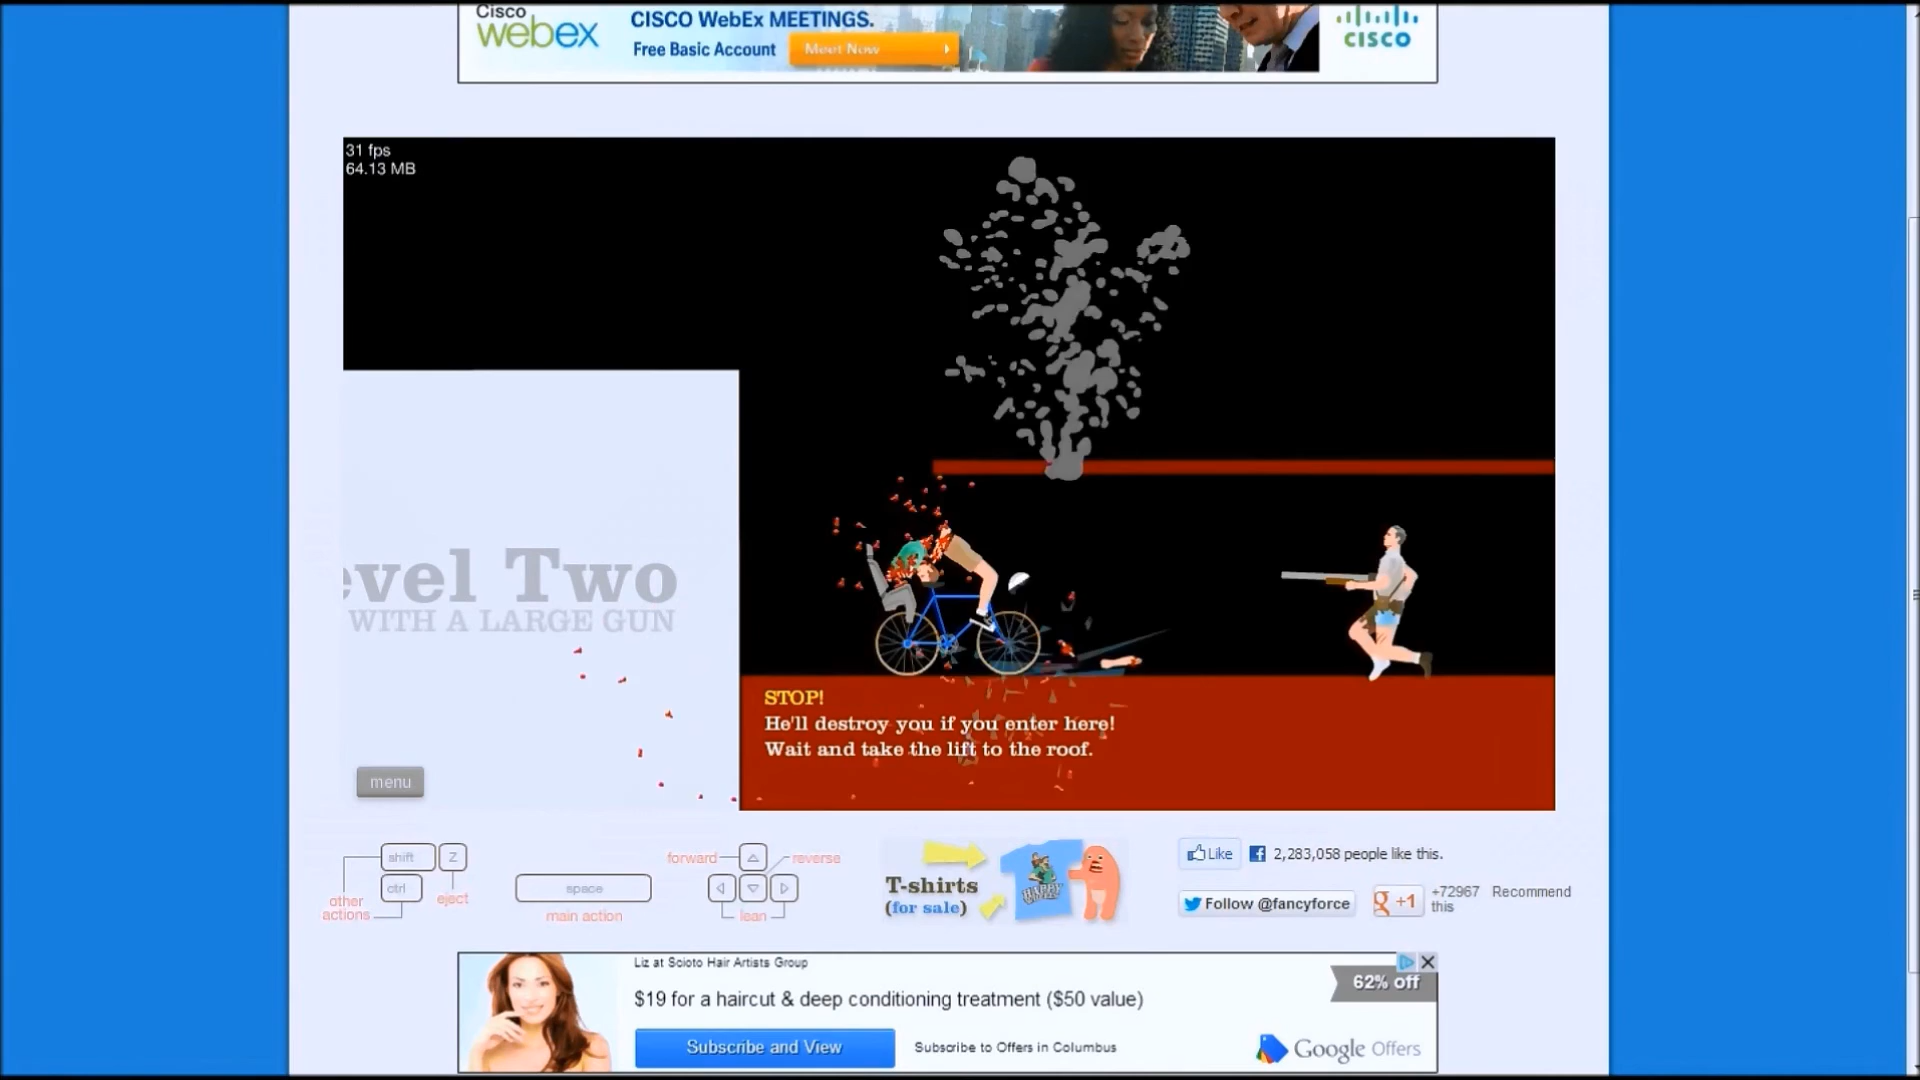 Cisco
webex
CISCO WebEx MEETINGS.
Free Basic Account
Meet Now
CISCO
31 fps
64.13 MB
evel Two
WITH A LARGE GUN
STOP!
He'll destroy you if you enter here!
Wait and take the lift to the roof.
menu
shift
Z
ctrl
other
actions
eject
space
main action
forward
reverse
lean
T-shirts
(for sale)
HAPPY
Like
2,283,058 people like this.
Follow @fancyforce
+1
+72967 Recommend
this
Liz at Scioto Hair Artists Group
$19 for a haircut & deep conditioning treatment ($50 value)
62% off
Subscribe and View
Subscribe to Offers in Columbus
Google Offers